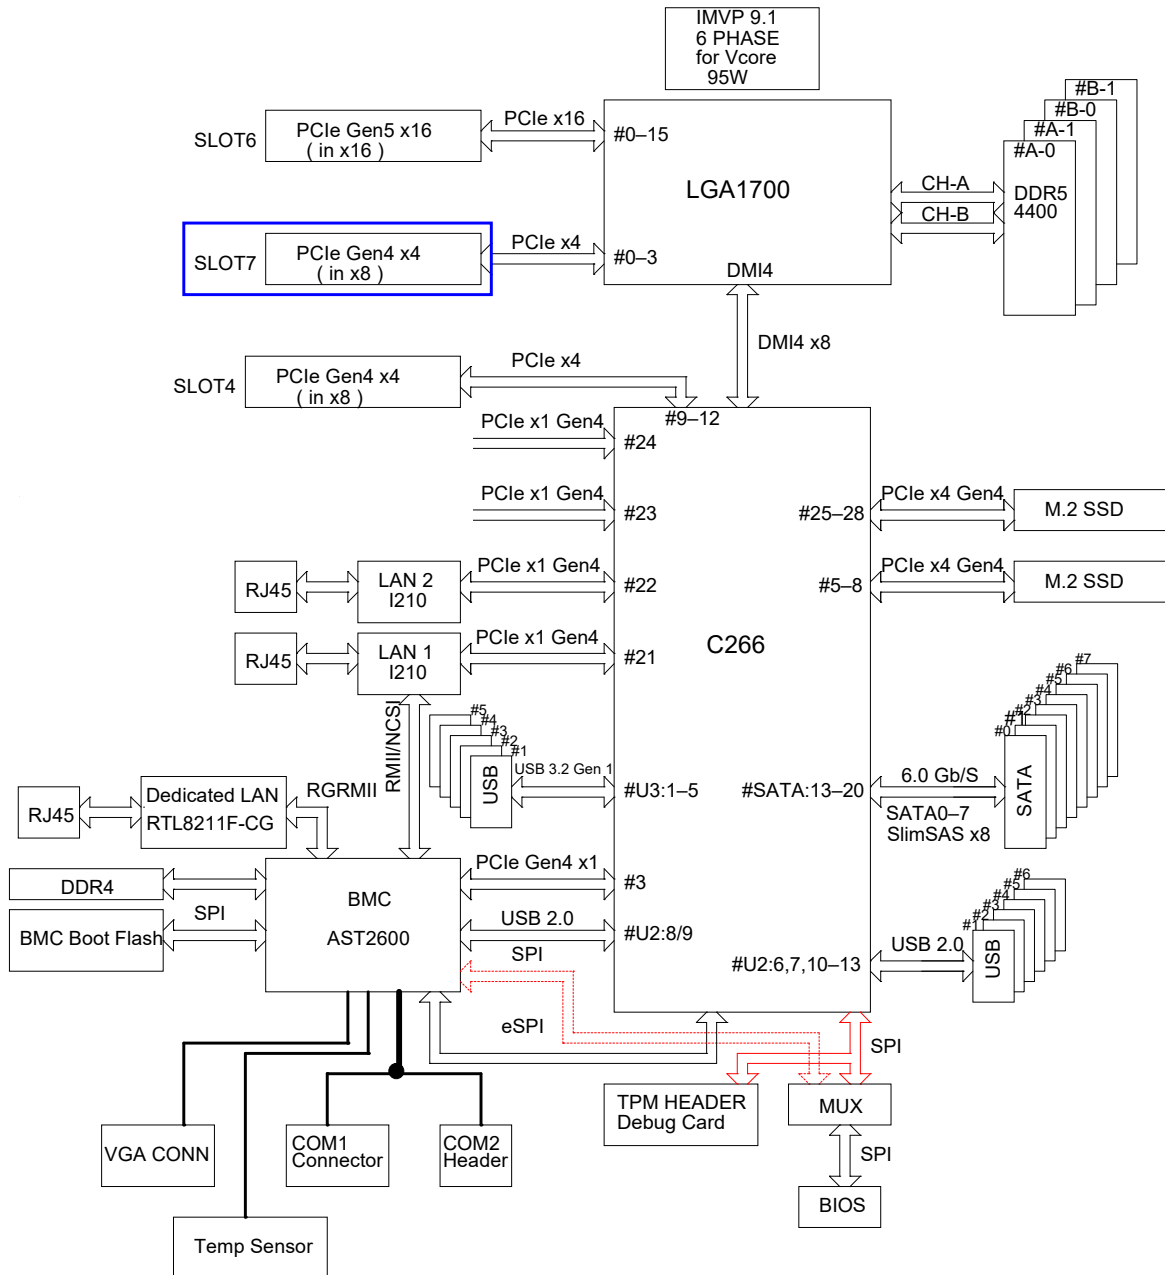 IMVP 9.1
6 PHASE
for Vcore
95W
SLOT6
PCIe Gen5 x16
( in x16 )
PCIe x16
#0–15
LGA1700
#B-1
#B-0
#A-1
#A-0
DDR5
4400
CH-A
CH-B
SLOT7
PCIe Gen4 x4
( in x8 )
PCIe x4
#0–3
DMI4
DMI4 x8
SLOT4
PCIe Gen4 x4
( in x8 )
PCIe x4
#9–12
PCIe x1 Gen4
#24
PCIe x1 Gen4
#23
#25–28
PCIe x4 Gen4
M.2 SSD
RJ45
LAN 2
I210
PCIe x1 Gen4
#22
#5–8
PCIe x4 Gen4
M.2 SSD
RJ45
LAN 1
I210
PCIe x1 Gen4
#21
C266
RMII/NCSI
#5
#4
#3
#2
#1
USB
USB 3.2 Gen 1
#U3:1–5
#SATA:13–20
6.0 Gb/S
SATA0–7
SlimSAS x8
#7
#6
#5
#4
#3
#2
#1
#0
SATA
RJ45
Dedicated LAN
RTL8211F-CG
RGRMII
DDR4
BMC
AST2600
PCIe Gen4 x1
#3
BMC Boot Flash
SPI
USB 2.0
#U2:8/9
SPI
#U2:6,7,10–13
USB 2.0
#6
#5
#4
#3
#2
#1
USB
eSPI
SPI
TPM HEADER
Debug Card
MUX
SPI
BIOS
VGA CONN
COM1
Connector
COM2
Header
Temp Sensor